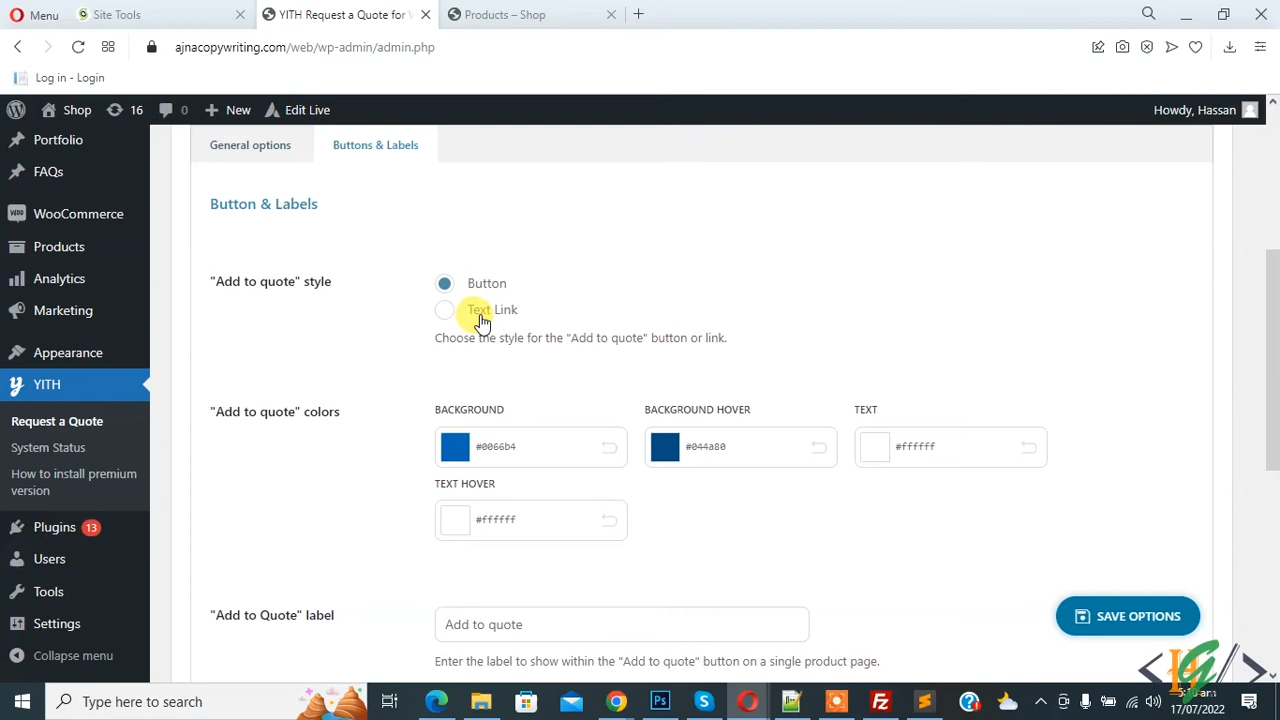 Menu
Site Tools
YITH Request a Quote for W
Products – Shop
ajnacopywriting.com/web/wp-admin/admin.php
Log in - Login
Shop
16
0
New
Edit Live
Howdy, Hassan
Portfolio
FAQs
WooCommerce
Products
Analytics
Marketing
Appearance
YITH
Request a Quote
System Status
How to install premium
version
Plugins 13
Users
Tools
Settings
Collapse menu
General options
Buttons & Labels
Button & Labels
"Add to quote" style
Button
Text Link
Choose the style for the "Add to quote" button or link.
"Add to quote" colors
BACKGROUND
#0066b4
BACKGROUND HOVER
#044a80
TEXT
#ffffff
TEXT HOVER
#ffffff
"Add to Quote" label
Add to quote
Enter the label to show within the "Add to quote" button on a single product page.
SAVE OPTIONS
Type here to search
17/07/2022